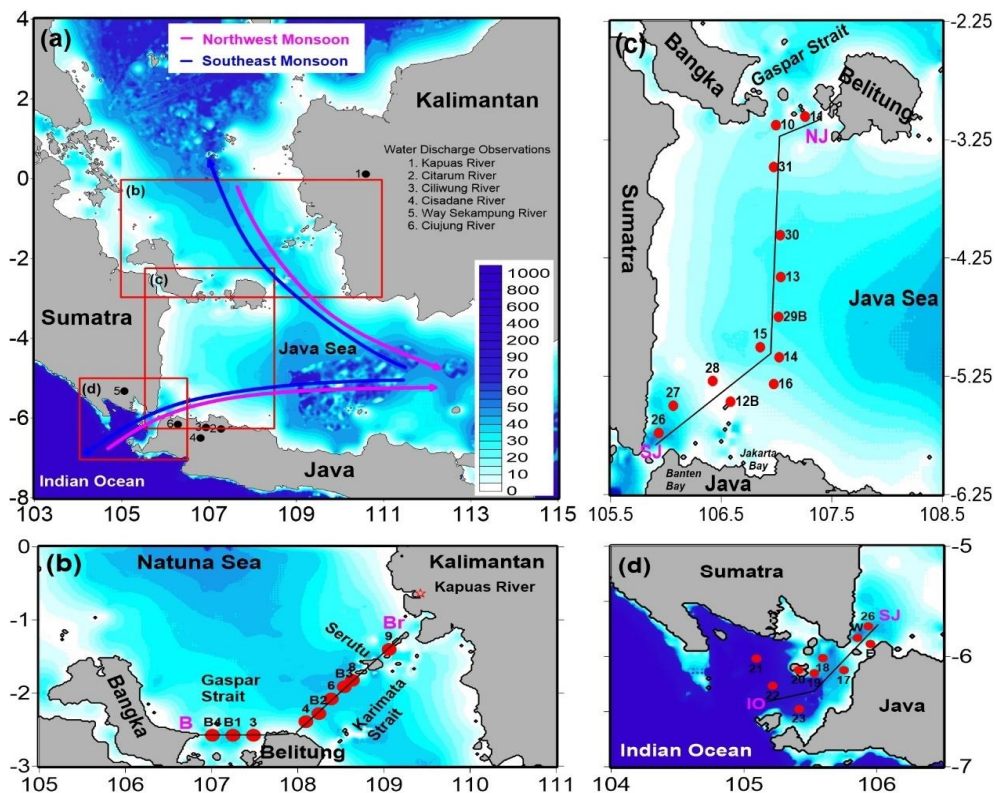 (a)
Northwest Monsoon
Southeast Monsoon
Kalimantan
Water Discharge Observations
1. Kapuas River
2. Citarum River
3. Ciliwung River
4. Cisadane River
5. Way Sekampung River
6. Ciujung River
1
(b)
(c)
Sumatra
Java Sea
(d)
5
6
3
2
4
Java
Indian Ocean
1000
800
600
400
200
90
70
60
50
40
30
20
10
0
4
2
0
-2
-4
-6
-8
103
105
107
109
111
115
(c)
Bangka
Gaspar Strait
Belitung
10
11
NJ
31
Sumatra
30
13
Java Sea
29B
15
14
28
16
27
12B
26
SJ
Jakarta
Bay
Banten
Bay
Java
-2.25
-3.25
-4.25
-5.25
-6.25
105.5
106.5
107.5
108.5
(b)
Natuna Sea
Kalimantan
Kapuas River
Br
9
Serutu
8
B3
6
B2
4
Gaspar
Strait
Karimata
Strait
Bangka
B
B4
B1
3
Belitung
0
-1
-2
-3
105
106
107
108
109
110
111
(d)
Sumatra
SJ
26
W
E
21
18
20
19
17
22
IO
23
Java
Indian Ocean
-5
-6
-7
104
105
106